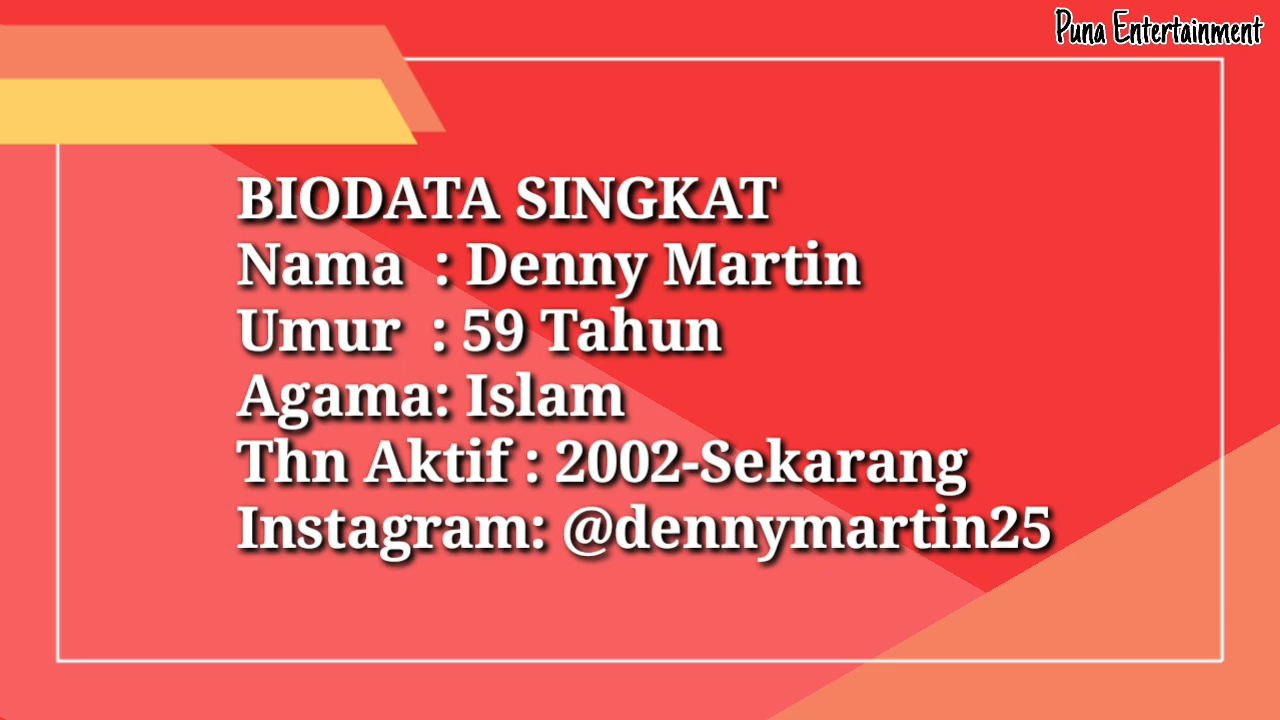 Puna Entertainment
BIODATA SINGKAT
Nama : Denny Martin
Umur : 59 Tahun
Agama: Islam
Thn Aktif : 2002-Sekarang
Instagram: @dennymartin25